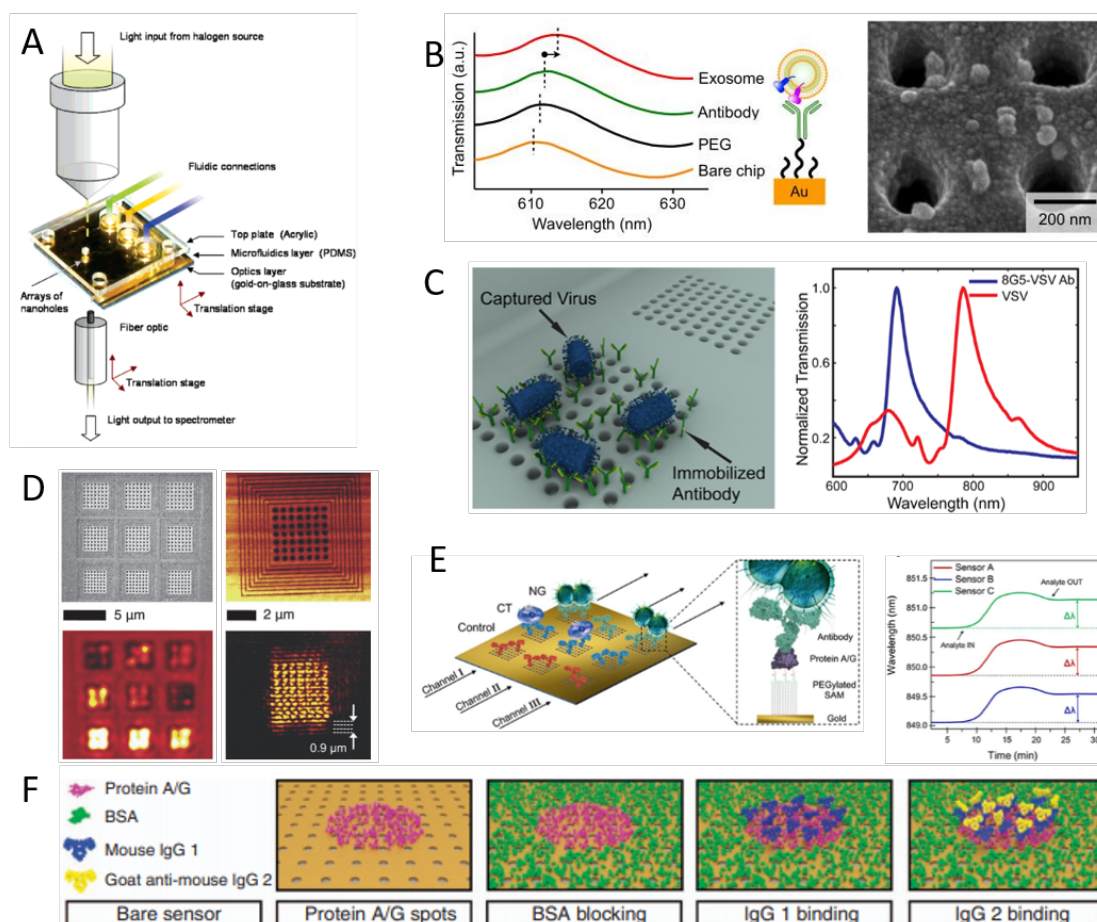 A
Light input from halogen source
Fluidic connections
Top plate (Acrylic)
Microfluidics layer (PDMS)
Optics layer
(gold-on-glass substrate)
Arrays of
nanoholes
Translation stage
Fiber optic
Translation stage
Light output to spectrometer
B
Transmission (a.u.)
Exosome
Antibody
PEG
Bare chip
610
620
630
Wavelength (nm)
Au
200 nm
C
Captured Virus
Immobilized
Antibody
Normalized Transmission
8G5-VSV Ab
VSV
1.0
0.6
0.2
600
700
800
900
Wavelength (nm)
D
5 µm
2 µm
0.9 µm
E
NG
CT
Control
Channel I
Channel II
Channel III
Antibody
Protein A/G
PEGylated
SAM
Gold
Wavelength (nm)
Sensor A
Sensor B
Sensor C
Analyte OUT
Analyte IN
Δλ
Δλ
Δλ
851.0
850.5
850.0
849.5
849.0
5
10
15
20
25
30
Time (min)
F
Protein A/G
BSA
Mouse IgG 1
Goat anti-mouse IgG 2
Bare sensor
Protein A/G spots
BSA blocking
IgG 1 binding
IgG 2 binding